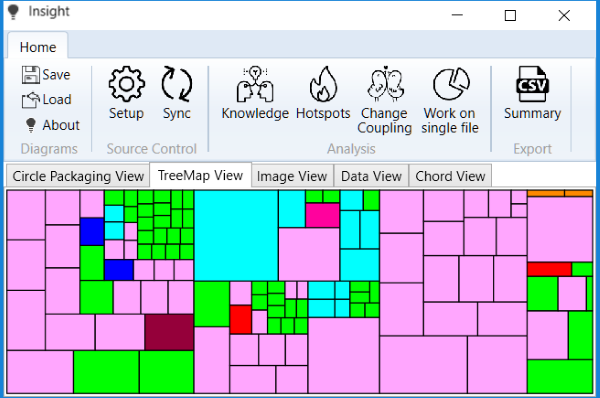 Insight
Home
Save
Load
About
Diagrams
Setup
Sync
Source Control
Knowledge
Hotspots
Change
Coupling
Work on
single file
Analysis
CSV
Summary
Export
Circle Packaging View
TreeMap View
Image View
Data View
Chord View